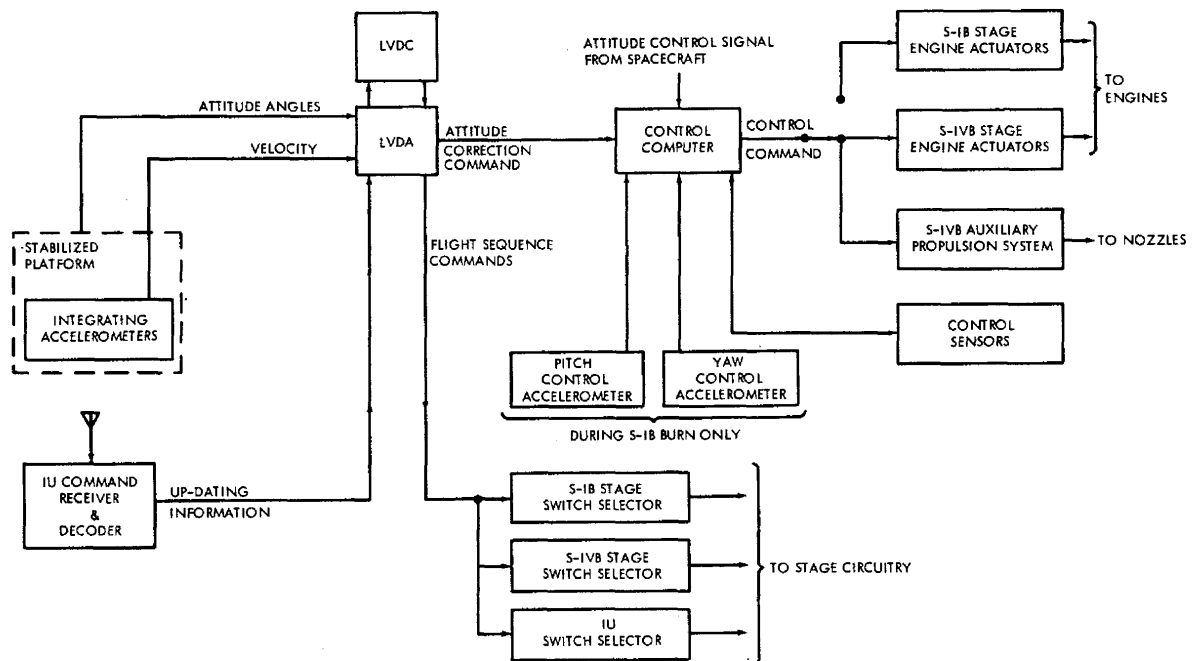 LVDC
ATTITUDE CONTROL SIGNAL
FROM SPACECRAFT
S-IB STAGE
ENGINE ACTUATORS
TO
ENGINES
ATTITUDE ANGLES
VELOCITY
LVDA
ATTITUDE
CORRECTION
COMMAND
CONTROL
COMPUTER
CONTROL
COMMAND
S-IVB STAGE
ENGINE ACTUATORS
STABILIZED
PLATFORM
INTEGRATING
ACCELEROMETERS
FLIGHT SEQUENCE
COMMANDS
S-IVB AUXILIARY
PROPULSION SYSTEM
TO NOZZLES
CONTROL
SENSORS
PITCH
CONTROL
ACCELEROMETER
YAW
CONTROL
ACCELEROMETER
DURING S-IB BURN ONLY
IU COMMAND
RECEIVER
&
DECODER
UP-DATING
INFORMATION
S-IB STAGE
SWITCH SELECTOR
S-IVB STAGE
SWITCH SELECTOR
IU
SWITCH SELECTOR
TO STAGE CIRCUITRY